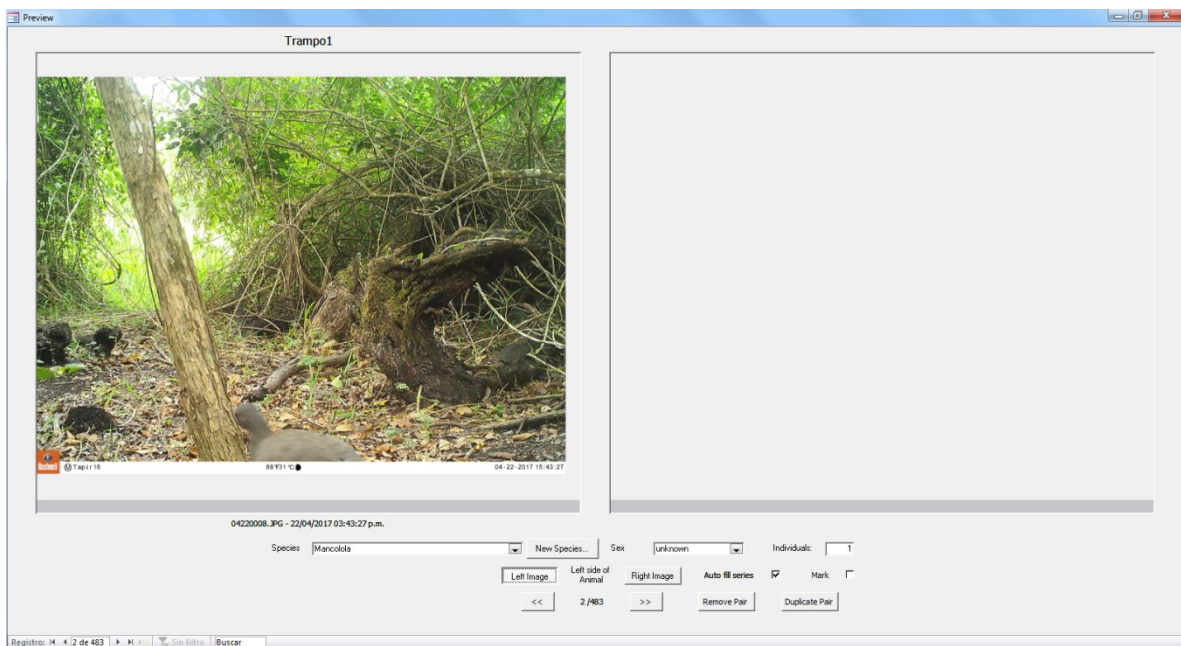 Preview
Trampo1
Bushnell Tapir16 88°F31°C 04-22-2017 15:43:27
04220008.JPG - 22/04/2017 03:43:27 p.m.
Species Mancolola New Species... Sex unknown Individuals: 1
Left Image Left side of Animal Right Image Auto fill series Mark
<< 2 /483 >> Remove Pair Duplicate Pair
Registro: 2 de 483 Sin filtro Buscar